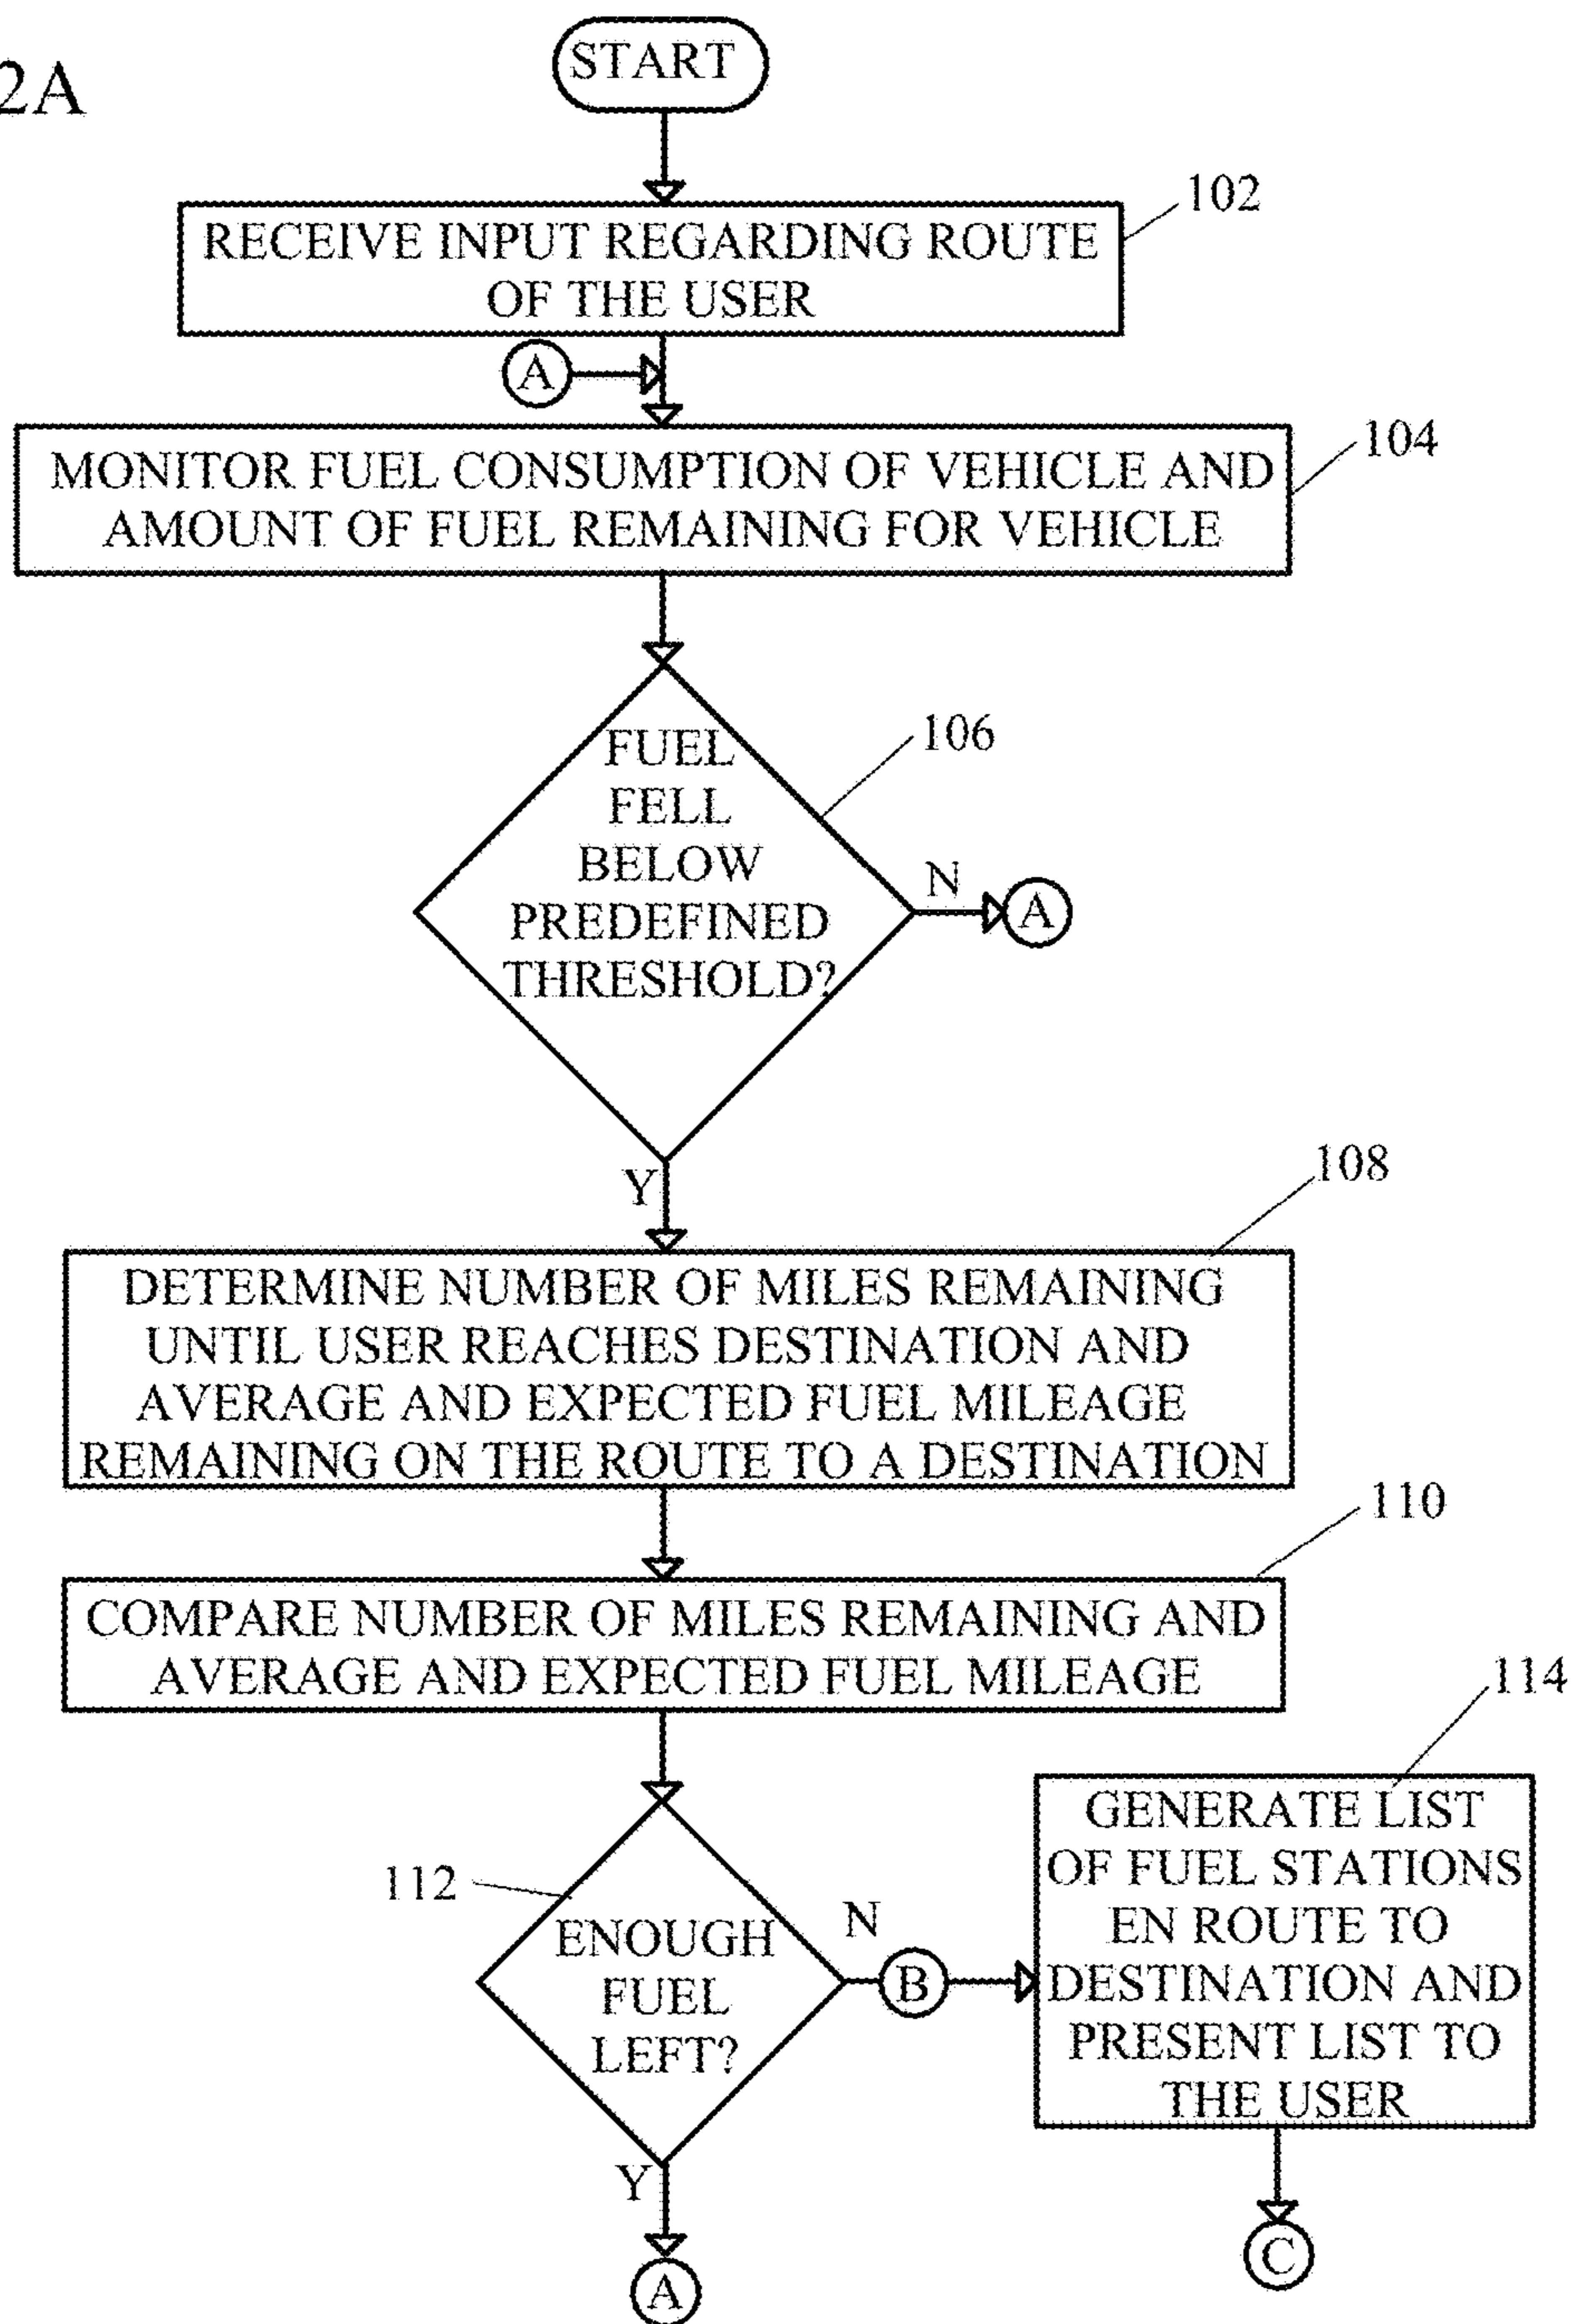 2A
START
102
RECEIVE INPUT REGARDING ROUTE
OF THE USER
A
104
MONITOR FUEL CONSUMPTION OF VEHICLE AND
AMOUNT OF FUEL REMAINING FOR VEHICLE
106
FUEL
FELL
BELOW
PREDEFINED
THRESHOLD?
N
A
Y
108
DETERMINE NUMBER OF MILES REMAINING
UNTIL USER REACHES DESTINATION AND
AVERAGE AND EXPECTED FUEL MILEAGE
REMAINING ON THE ROUTE TO A DESTINATION
110
COMPARE NUMBER OF MILES REMAINING AND
AVERAGE AND EXPECTED FUEL MILEAGE
112
ENOUGH
FUEL
LEFT?
N
B
114
GENERATE LIST
OF FUEL STATIONS
EN ROUTE TO
DESTINATION AND
PRESENT LIST TO
THE USER
Y
A
C